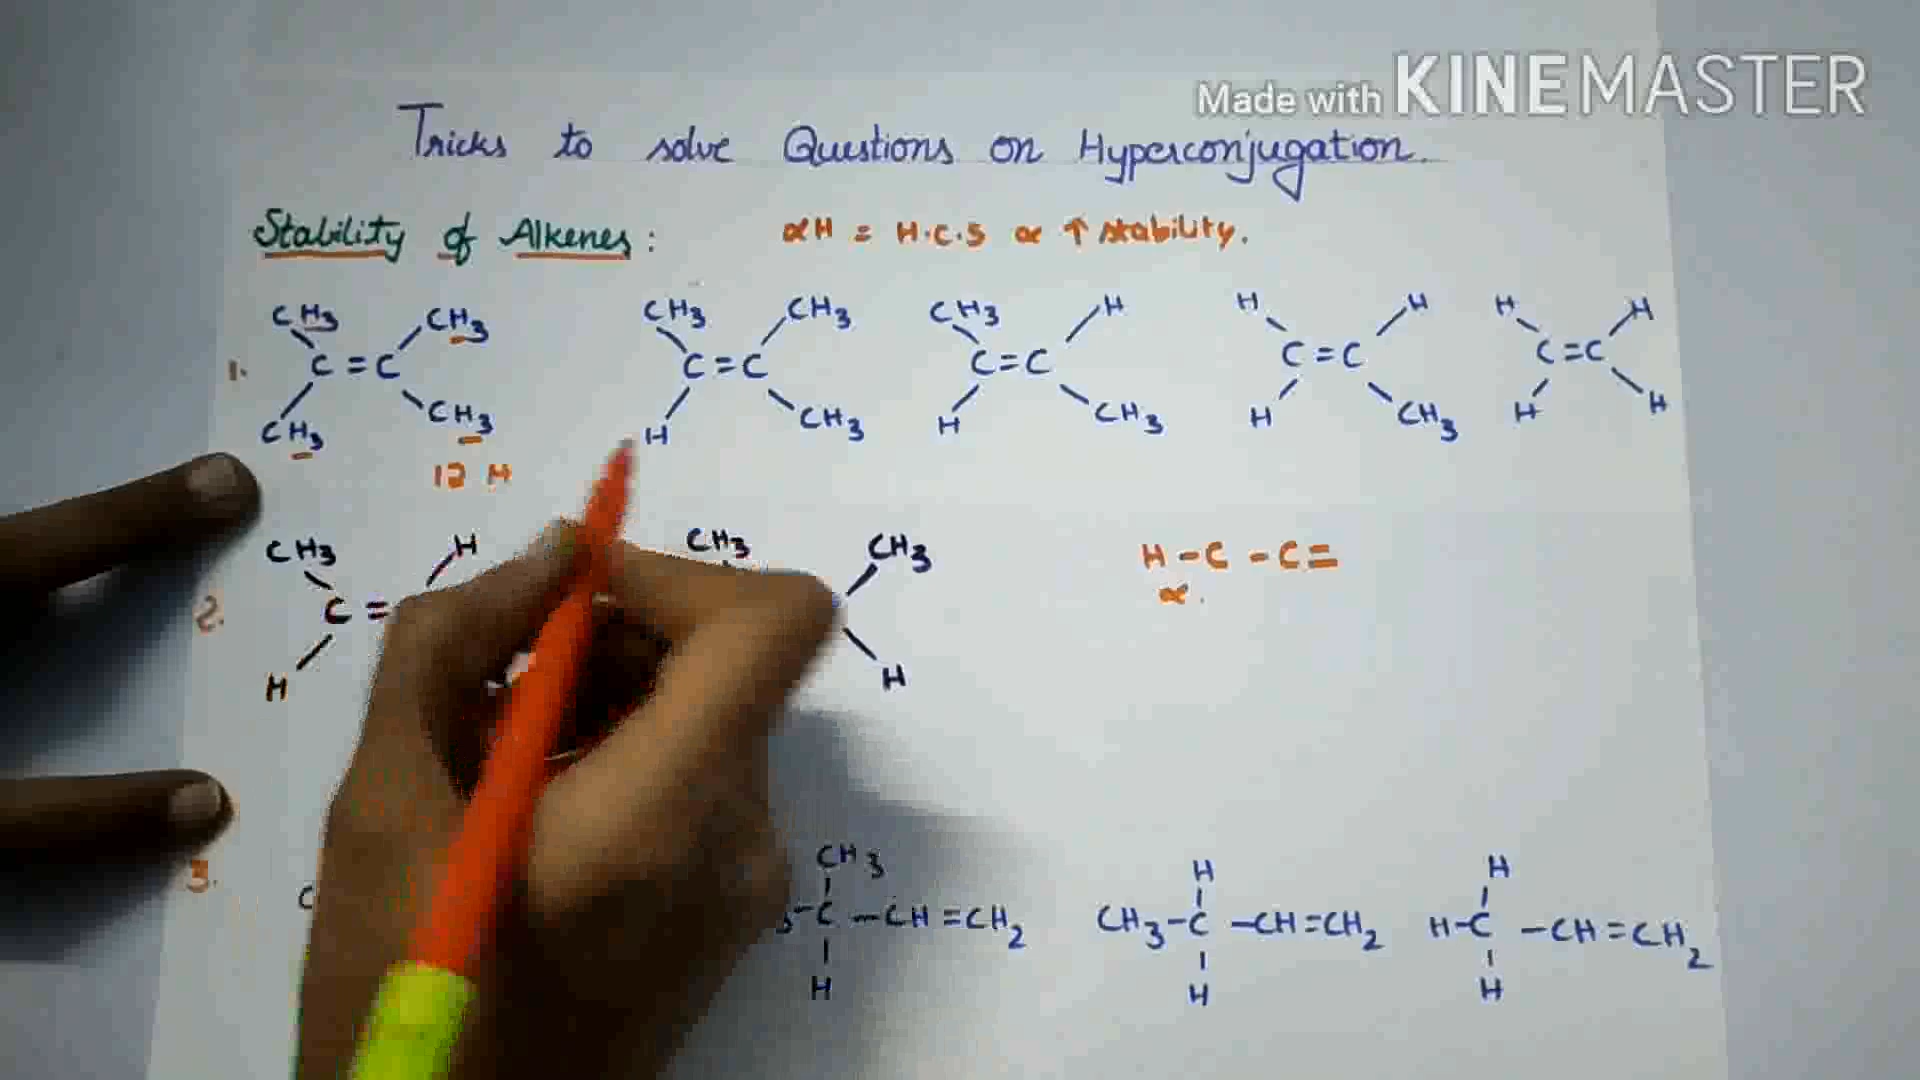 Made with KINEMASTER
Tricks to solve Questions on Hyperconjugation.
Stability of Alkenes : αH = H.C.S α ↑ stability.
1.
CH3 CH3 CH3 CH3 CH3 H H H H H
C=C C=C C=C C=C C=C
CH3 CH3 H CH3 H CH3 H CH3 H H
12 H
2.
CH3 H CH3 CH3 H-C-C=
C= α.
H H
3.
CH3 H H
C -C-CH=CH2 CH3-C-CH=CH2 H-C-CH=CH2
H H H